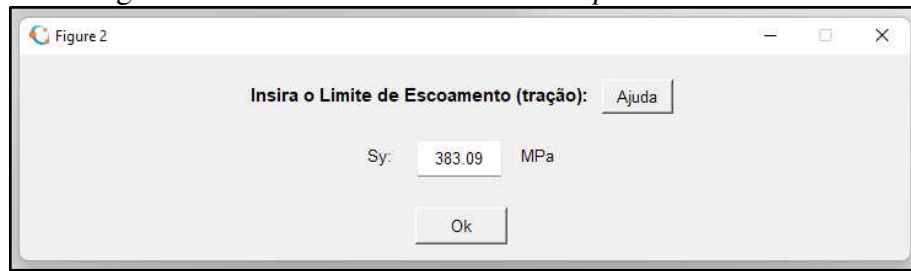 Figure 2
Insira o Limite de Escoamento (tração): Ajuda
Sy: 383.09 MPa
Ok